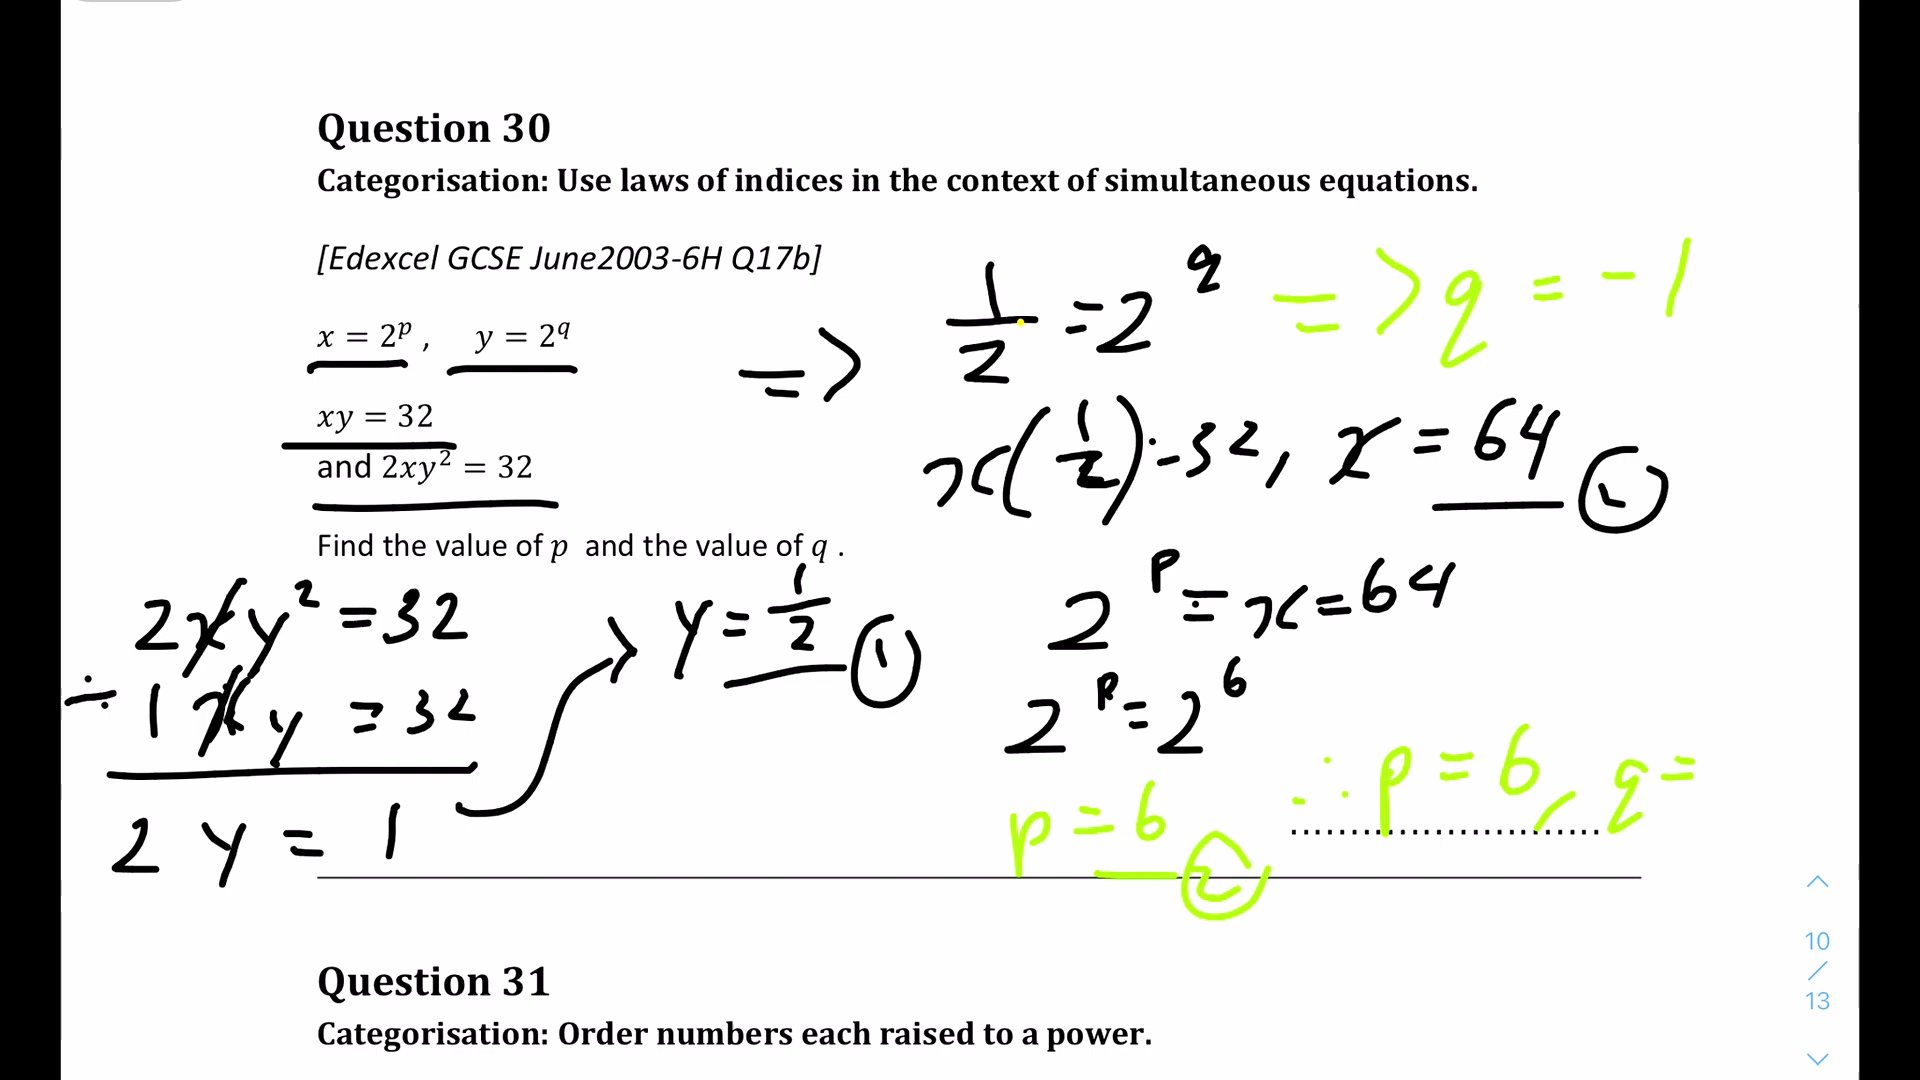 Question 30
Categorisation: Use laws of indices in the context of simultaneous equations.
[Edexcel GCSE June2003-6H Q17b]
x = 2^p , y = 2^q
xy = 32
and 2xy² = 32
Find the value of p and the value of q .
=> 1/2 = 2^q => q = -1
x(1/2) = 32, x = 64
2^p = x = 64
2^p = 2^6
p = 6 ②
∴ p = 6, q =
2xy² = 32
÷ 1xy = 32
2y = 1
y = 1/2 ①
Question 31
Categorisation: Order numbers each raised to a power.
10
/
13